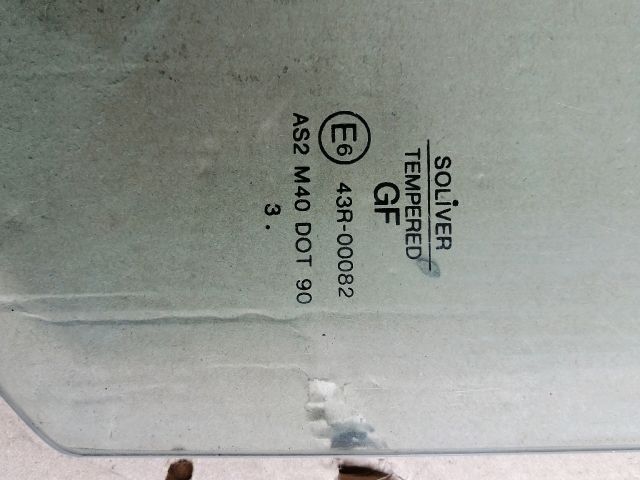 SOLiVER
TEMPERED
GF
E6 43R-00082
AS2 M40 DOT 90
3 .